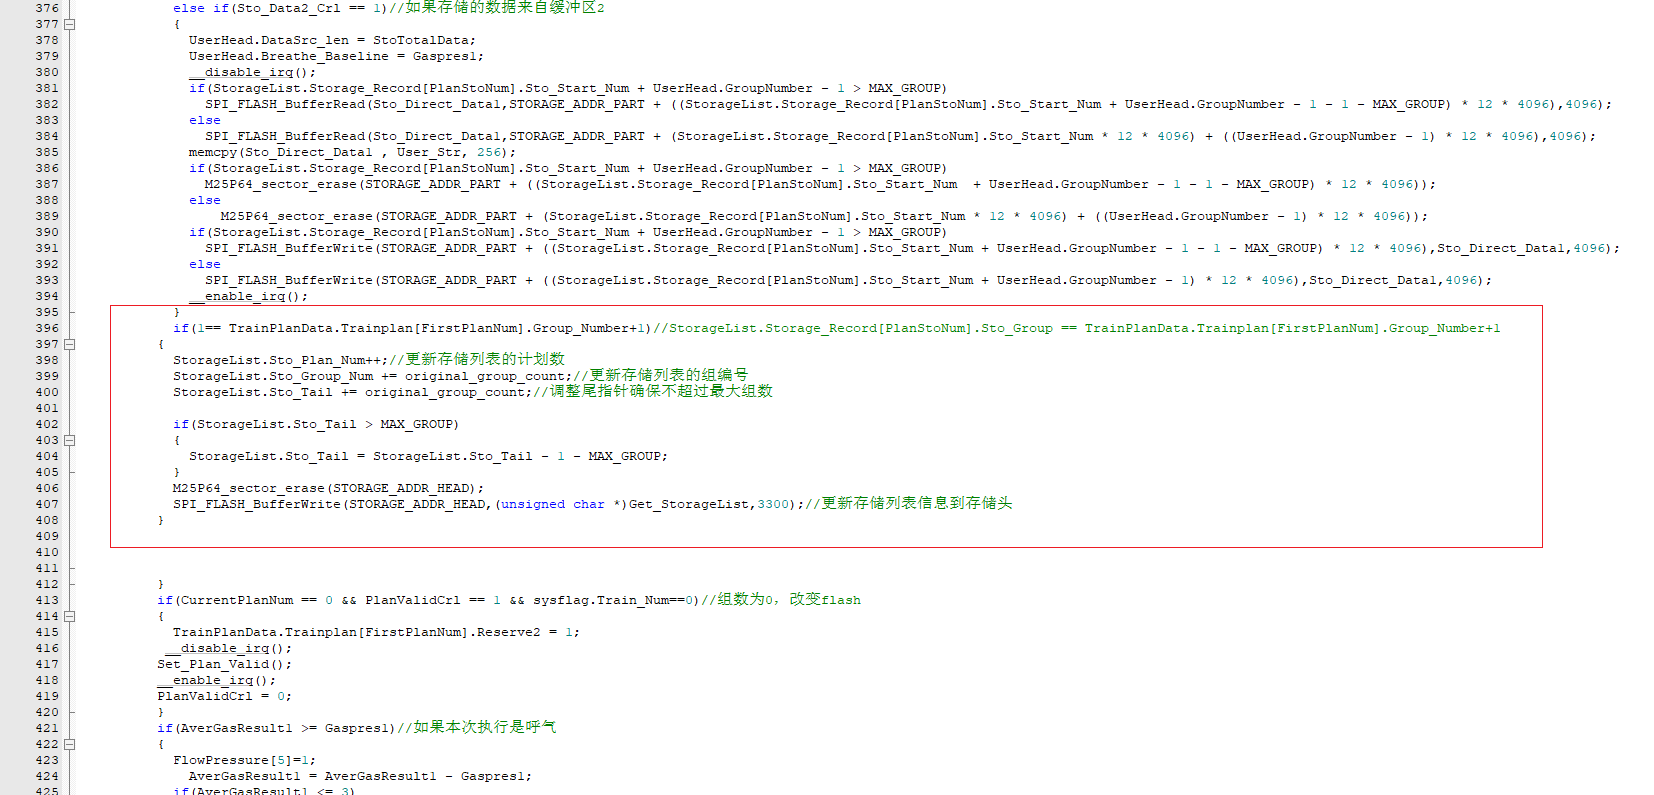 376 else if(Sto_Data2_Crl == 1)//如果存储的数据来自缓冲区2
377 {
378 UserHead.DataSrc_len = StoTotalData;
379 UserHead.Breathe_Baseline = Gaspres1;
380 __disable_irq();
381 if(StorageList.Storage_Record[PlanStoNum].Sto_Start_Num + UserHead.GroupNumber - 1 > MAX_GROUP)
382 SPI_FLASH_BufferRead(Sto_Direct_Data1,STORAGE_ADDR_PART + ((StorageList.Storage_Record[PlanStoNum].Sto_Start_Num + UserHead.GroupNumber - 1 - 1 - MAX_GROUP) * 12 * 4096),4096);
383 else
384 SPI_FLASH_BufferRead(Sto_Direct_Data1,STORAGE_ADDR_PART + (StorageList.Storage_Record[PlanStoNum].Sto_Start_Num * 12 * 4096) + ((UserHead.GroupNumber - 1) * 12 * 4096),4096);
385 memcpy(Sto_Direct_Data1 , User_Str, 256);
386 if(StorageList.Storage_Record[PlanStoNum].Sto_Start_Num + UserHead.GroupNumber - 1 > MAX_GROUP)
387 M25P64_sector_erase(STORAGE_ADDR_PART + ((StorageList.Storage_Record[PlanStoNum].Sto_Start_Num  + UserHead.GroupNumber - 1 - 1 - MAX_GROUP) * 12 * 4096));
388 else
389 M25P64_sector_erase(STORAGE_ADDR_PART + (StorageList.Storage_Record[PlanStoNum].Sto_Start_Num * 12 * 4096) + ((UserHead.GroupNumber - 1) * 12 * 4096));
390 if(StorageList.Storage_Record[PlanStoNum].Sto_Start_Num + UserHead.GroupNumber - 1 > MAX_GROUP)
391 SPI_FLASH_BufferWrite(STORAGE_ADDR_PART + ((StorageList.Storage_Record[PlanStoNum].Sto_Start_Num + UserHead.GroupNumber - 1 - 1 - MAX_GROUP) * 12 * 4096),Sto_Direct_Data1,4096);
392 else
393 SPI_FLASH_BufferWrite(STORAGE_ADDR_PART + ((StorageList.Storage_Record[PlanStoNum].Sto_Start_Num + UserHead.GroupNumber - 1) * 12 * 4096),Sto_Direct_Data1,4096);
394 __enable_irq();
395 }
396 if(1== TrainPlanData.Trainplan[FirstPlanNum].Group_Number+1)//StorageList.Storage_Record[PlanStoNum].Sto_Group == TrainPlanData.Trainplan[FirstPlanNum].Group_Number+1
397 {
398 StorageList.Sto_Plan_Num++;//更新存储列表的计划数
399 StorageList.Sto_Group_Num += original_group_count;//更新存储列表的组编号
400 StorageList.Sto_Tail += original_group_count;//调整尾指针确保不超过最大组数
401
402 if(StorageList.Sto_Tail > MAX_GROUP)
403 {
404 StorageList.Sto_Tail = StorageList.Sto_Tail - 1 - MAX_GROUP;
405 }
406 M25P64_sector_erase(STORAGE_ADDR_HEAD);
407 SPI_FLASH_BufferWrite(STORAGE_ADDR_HEAD,(unsigned char *)Get_StorageList,3300);//更新存储列表信息到存储头
408 }
409
410
411
412 }
413 if(CurrentPlanNum == 0 && PlanValidCrl == 1 && sysflag.Train_Num==0)//组数为0，改变flash
414 {
415 TrainPlanData.Trainplan[FirstPlanNum].Reserve2 = 1;
416 __disable_irq();
417 Set_Plan_Valid();
418 __enable_irq();
419 PlanValidCrl = 0;
420 }
421 if(AverGasResult1 >= Gaspres1)//如果本次执行是呼气
422 {
423 FlowPressure[5]=1;
424 AverGasResult1 = AverGasResult1 - Gaspres1;
425 if(AverGasResult1 <= 3)